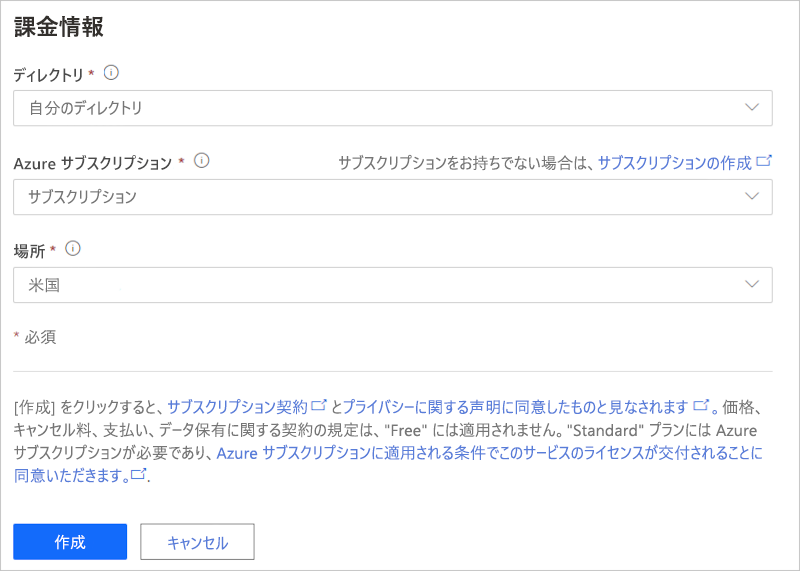 課金情報
ディレクトリ *
自分のディレクトリ
Azure サブスクリプション *
サブスクリプションをお持ちでない場合は、サブスクリプションの作成
サブスクリプション
場所 *
米国
* 必須
[作成] をクリックすると、サブスクリプション契約 とプライバシーに関する声明に同意したものと見なされます 。価格、
キャンセル料、支払い、データ保有に関する契約の規定は、"Free" には適用されません。"Standard" プランには Azure
サブスクリプションが必要であり、Azure サブスクリプションに適用される条件でこのサービスのライセンスが交付されることに
同意いただきます。.
作成
キャンセル